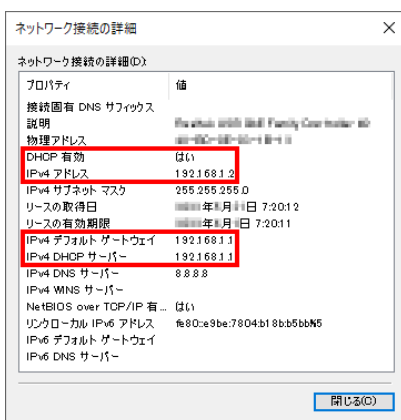 ネットワーク接続の詳細
ネットワーク接続の詳細(D):
プロパティ 値
接続固有 DNS サフィックス
説明
物理アドレス
DHCP 有効 はい
IPv4 アドレス 192.168.1.2
IPv4 サブネット マスク 255.255.255.0
リースの取得日 年 月 日 7:20:12
リースの有効期限 年 月 日 7:20:11
IPv4 デフォルト ゲートウェイ 192.168.1.1
IPv4 DHCP サーバー 192.168.1.1
IPv4 DNS サーバー 8.8.8.8
IPv4 WINS サーバー
NetBIOS over TCP/IP 有... はい
リンクローカル IPv6 アドレス fe80::e9be:7804:b18b:b5bb%5
IPv6 デフォルト ゲートウェイ
IPv6 DNS サーバー
閉じる(C)